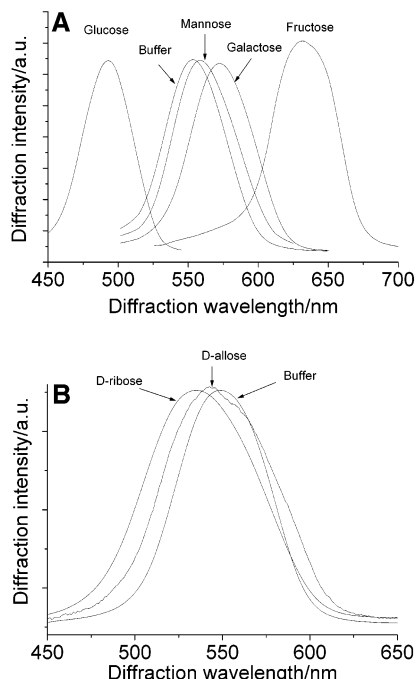 A
Glucose
Buffer
Mannose
Galactose
Fructose
Diffraction intensity/a.u.
450 500 550 600 650 700
Diffraction wavelength/nm
B
D-ribose
D-allose
Buffer
Diffraction intensity/a.u.
450 500 550 600 650
Diffraction wavelength/nm